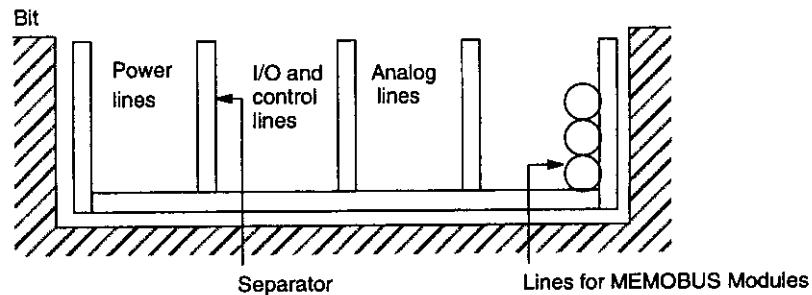 Bit
Power
lines
I/O and
control
lines
Analog
lines
Separator
Lines for MEMOBUS Modules